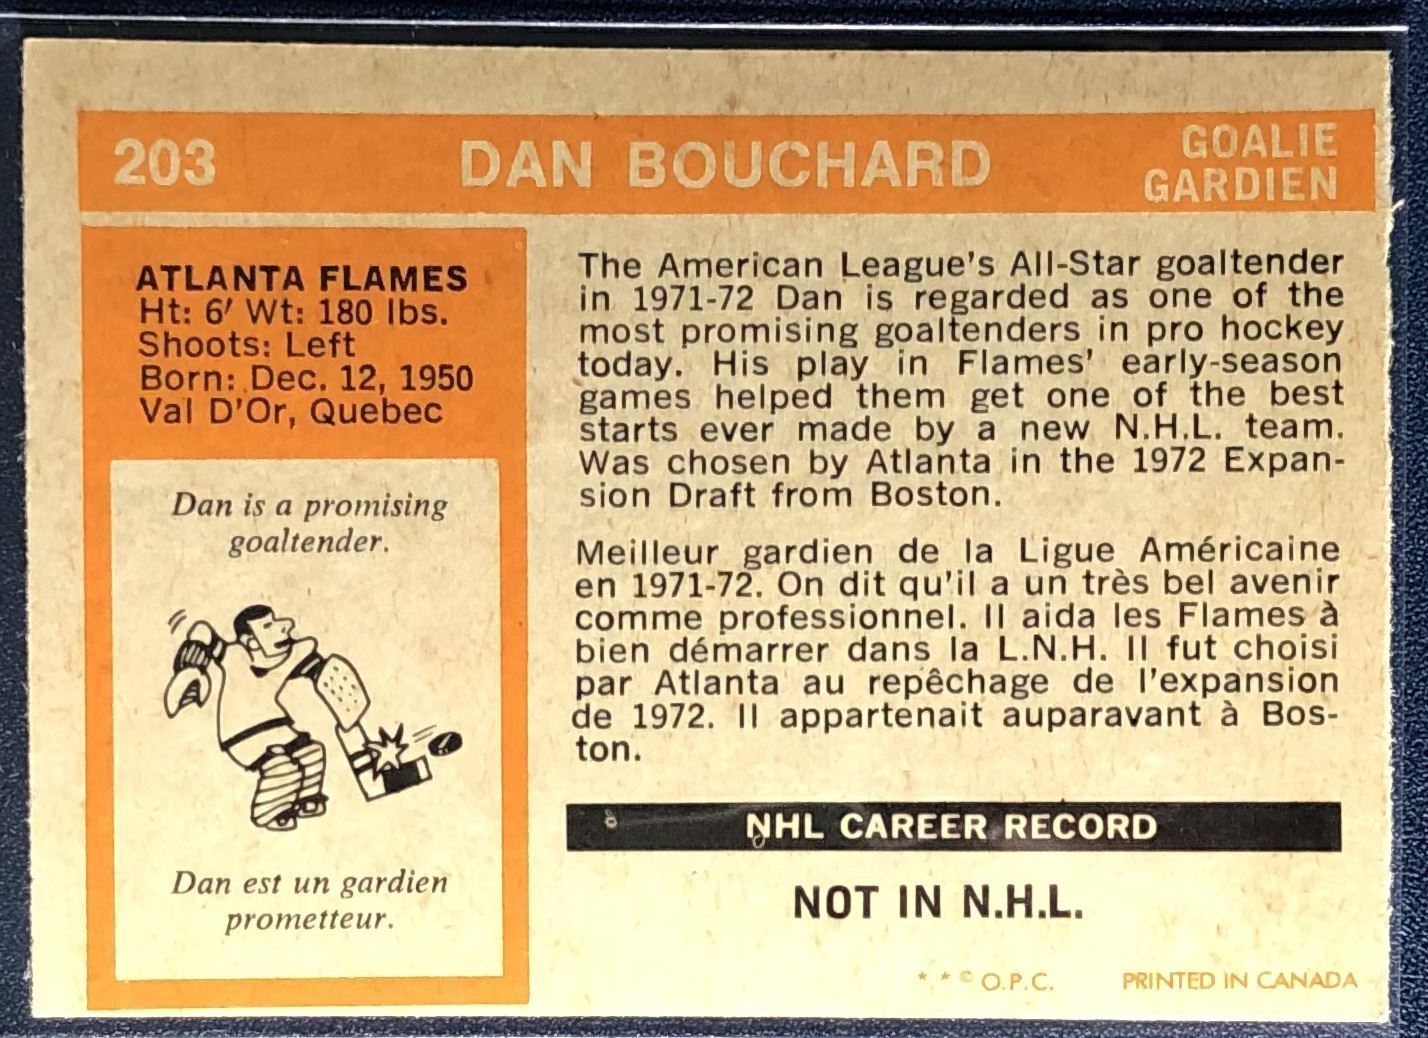 203
DAN BOUCHARD
GOALIE
GARDIEN
ATLANTA FLAMES
Ht: 6' Wt: 180 lbs.
Shoots: Left
Born: Dec. 12, 1950
Val D'Or, Quebec
Dan is a promising
goaltender.
Dan est un gardien
prometteur.
The American League's All-Star goaltender
in 1971-72 Dan is regarded as one of the
most promising goaltenders in pro hockey
today. His play in Flames' early-season
games helped them get one of the best
starts ever made by a new N.H.L. team.
Was chosen by Atlanta in the 1972 Expan-
sion Draft from Boston.
Meilleur gardien de la Ligue Américaine
en 1971-72. On dit qu'il a un très bel avenir
comme professionnel. Il aida les Flames à
bien démarrer dans la L.N.H. Il fut choisi
par Atlanta au repêchage de l'expansion
de 1972. Il appartenait auparavant à Bos-
ton.
NHL CAREER RECORD
NOT IN N.H.L.
* * © O.P.C. PRINTED IN CANADA